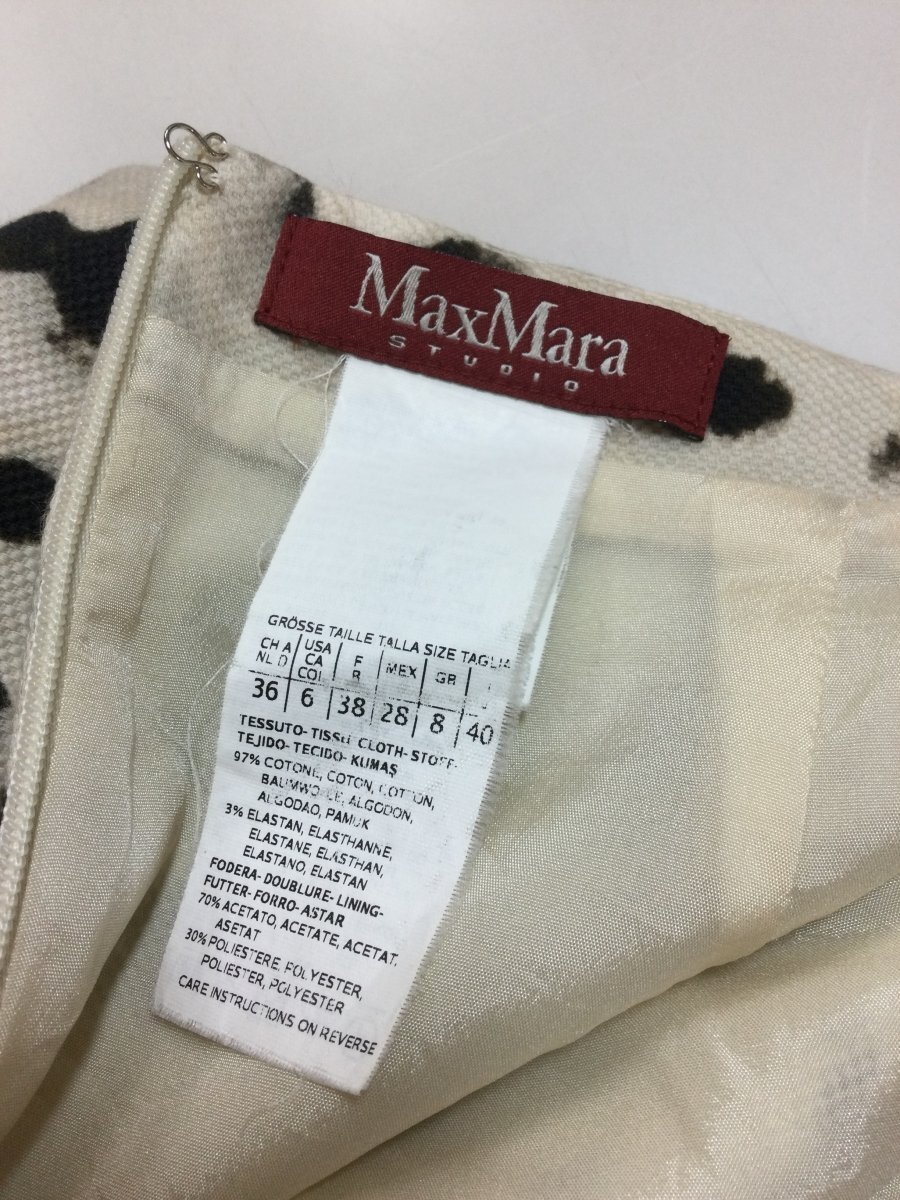 MaxMara
STUDIO
GRÖSSE TAILLE TALLA SIZE TAGLIA
CH A NL D USA CA COL F B MEX GB I
36 6 38 28 8 40
TESSUTO-TISSU CLOTH-STOFF-
TEJIDO-TECIDO-KUMAŞ
97% COTONE, COTON, COTTON,
BAUMWOLLE, ALGODON,
ALGODAO, PAMUK
3% ELASTAN, ELASTHANNE,
ELASTANE, ELASTHAN,
ELASTANO, ELASTAN
FODERA-DOUBLURE-LINING-
FUTTER-FORRO-ASTAR
70% ACETATO, ACETATE, ACETAT,
ASETAT
30% POLIESTERE, POLYESTER,
POLIESTER, POLYESTER
CARE INSTRUCTIONS ON REVERSE